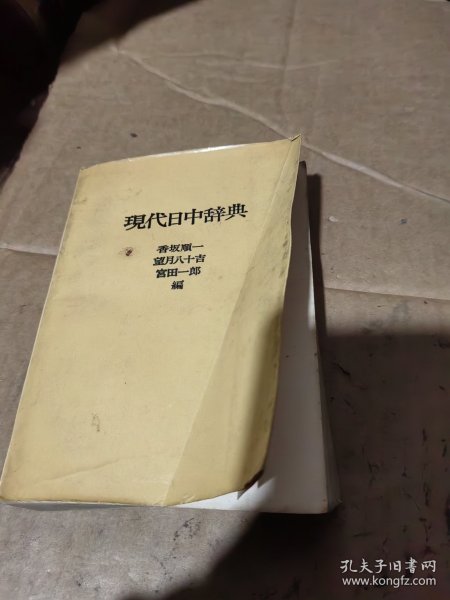 現代日中辞典
香坂順一
望月八十吉
宮田一郎
編
孔夫子旧书网
www.kongfz.com